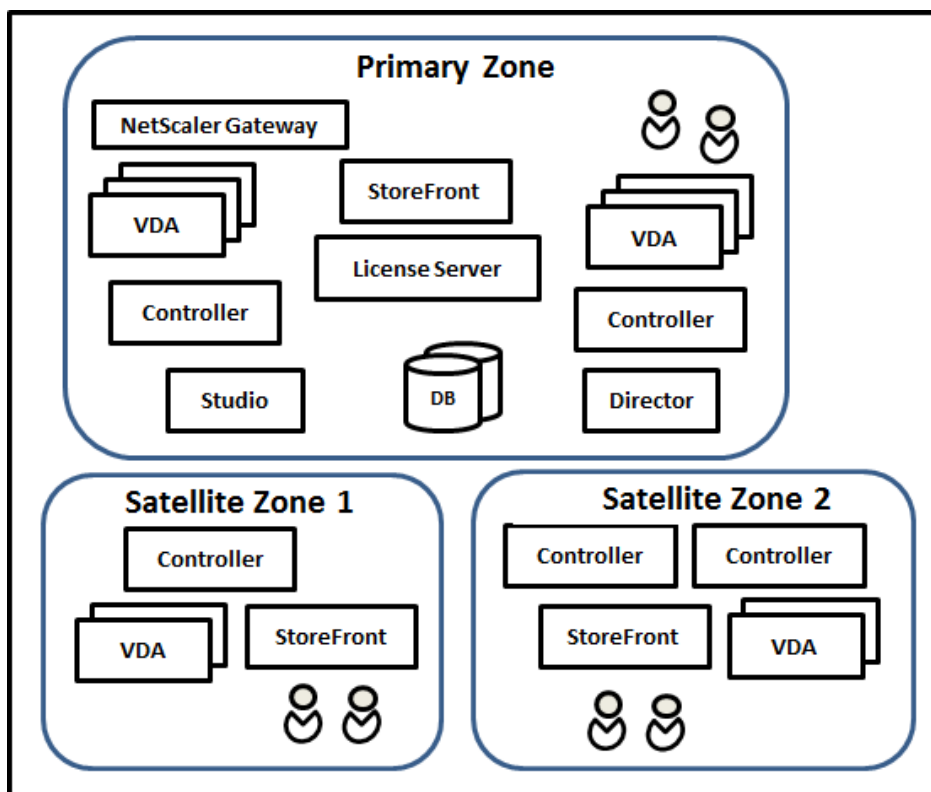 Primary Zone
NetScaler Gateway
StoreFront
VDA
VDA
License Server
Controller
Controller
Studio
DB
Director
Satellite Zone 1
Controller
VDA
StoreFront
Satellite Zone 2
Controller
Controller
StoreFront
VDA